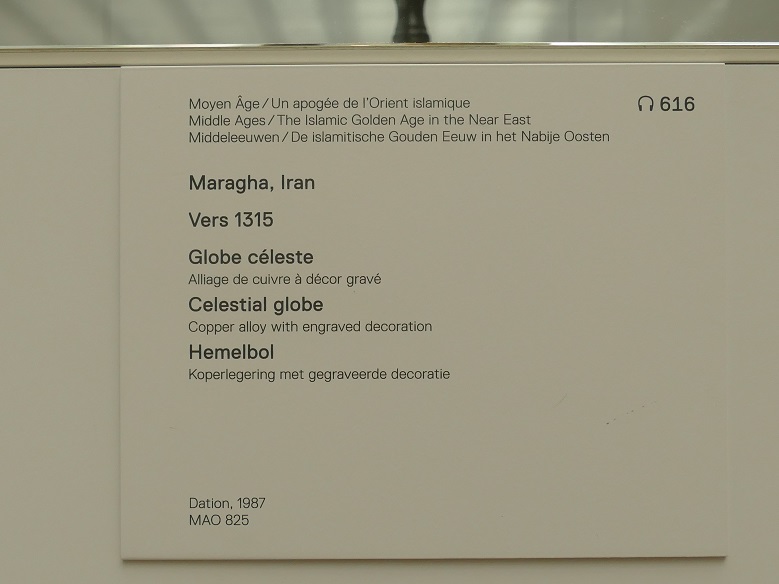 Moyen Âge / Un apogée de l'Orient islamique
616
Middle Ages / The Islamic Golden Age in the Near East
Middeleeuwen / De islamitische Gouden Eeuw in het Nabije Oosten
Maragha, Iran
Vers 1315
Globe céleste
Alliage de cuivre à décor gravé
Celestial globe
Copper alloy with engraved decoration
Hemelbol
Koperlegering met gegraveerde decoratie
Dation, 1987
MAO 825